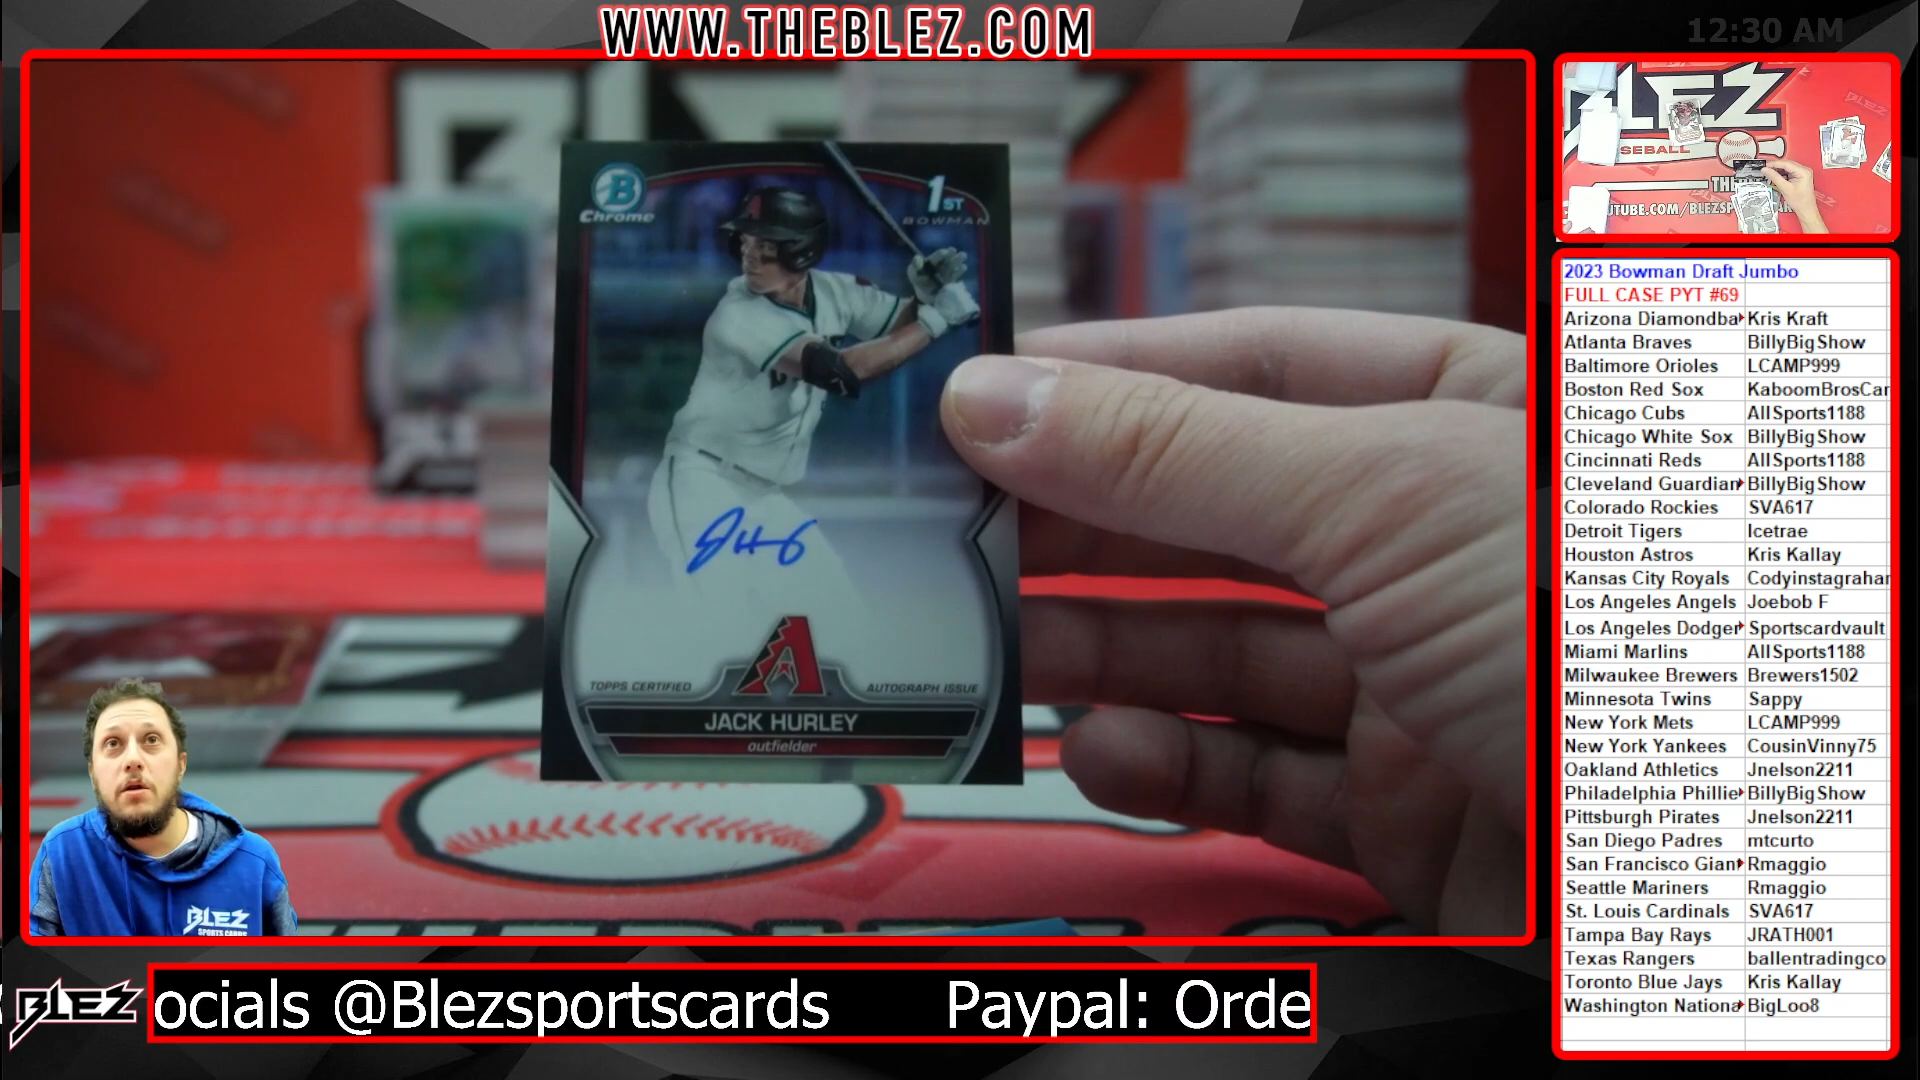 WWW.THEBLEZ.COM
12:30 AM
BLEZ
SEBALL
UTUBE.COM/BLEZSP
B
Chrome
1ST
BOWMAN
TOPPS CERTIFIED
AUTOGRAPH ISSUE
JACK HURLEY
outfielder
BLEZ
SPORTS CARDS
2023 Bowman Draft Jumbo
FULL CASE PYT #69
Arizona Diamondba Kris Kraft
Atlanta Braves BillyBigShow
Baltimore Orioles LCAMP999
Boston Red Sox KaboomBrosCar
Chicago Cubs AllSports1188
Chicago White Sox BillyBigShow
Cincinnati Reds AllSports1188
Cleveland Guardian BillyBigShow
Colorado Rockies SVA617
Detroit Tigers Icetrae
Houston Astros Kris Kallay
Kansas City Royals Codyinstagrahar
Los Angeles Angels Joebob F
Los Angeles Dodger Sportscardvault
Miami Marlins AllSports1188
Milwaukee Brewers Brewers1502
Minnesota Twins Sappy
New York Mets LCAMP999
New York Yankees CousinVinny75
Oakland Athletics Jnelson2211
Philadelphia Phillie BillyBigShow
Pittsburgh Pirates Jnelson2211
San Diego Padres mtcurto
San Francisco Giant Rmaggio
Seattle Mariners Rmaggio
St. Louis Cardinals SVA617
Tampa Bay Rays JRATH001
Texas Rangers ballentradingco
Toronto Blue Jays Kris Kallay
Washington Nationa BigLoo8
BLEZ
ocials @Blezsportscards Paypal: Orde